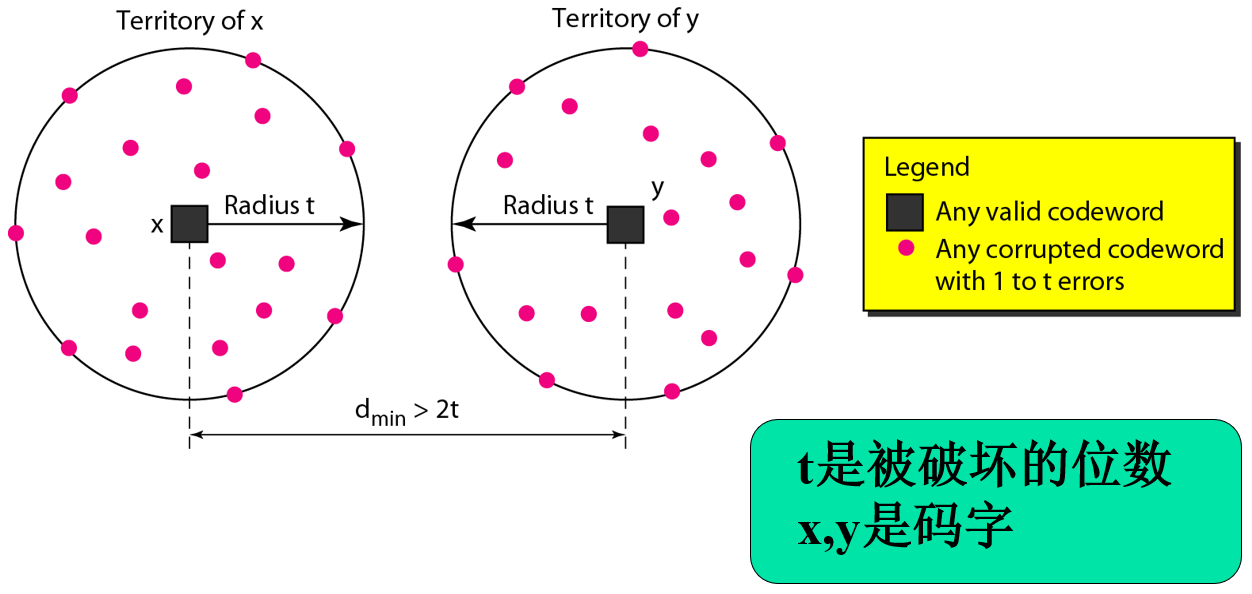 Territory of x
Territory of y
x
Radius t
Radius t
y
d min > 2t
Legend
Any valid codeword
Any corrupted codeword
with 1 to t errors
t是被破坏的位数
x,y是码字